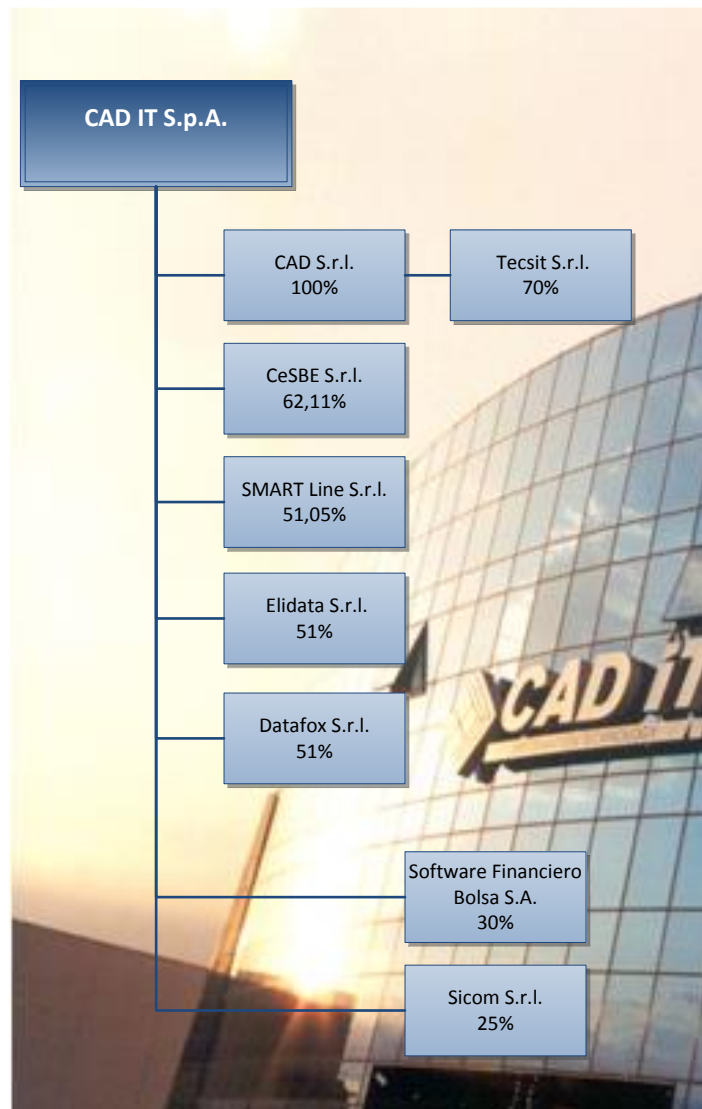 CAD IT S.p.A.
CAD S.r.l.
100%
Tecsit S.r.l.
70%
CeSBE S.r.l.
62,11%
SMART Line S.r.l.
51,05%
Elidata S.r.l.
51%
Datafox S.r.l.
51%
CAD iT
Software Financiero
Bolsa S.A.
30%
Sicom S.r.l.
25%